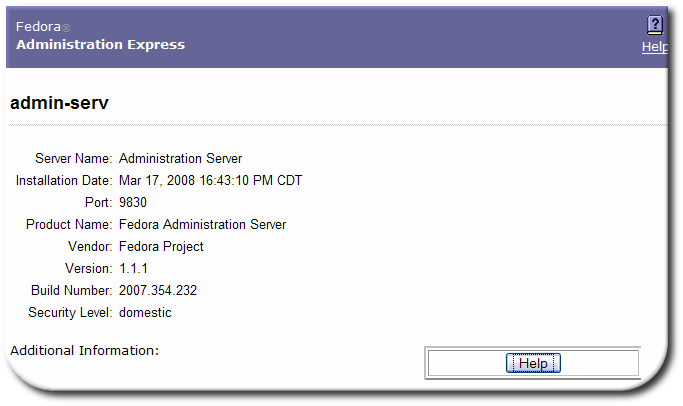 Fedora®
Administration Express
?
Help
admin-serv
Server Name: Administration Server
Installation Date: Mar 17, 2008 16:43:10 PM CDT
Port: 9830
Product Name: Fedora Administration Server
Vendor: Fedora Project
Version: 1.1.1
Build Number: 2007.354.232
Security Level: domestic
Additional Information:
Help